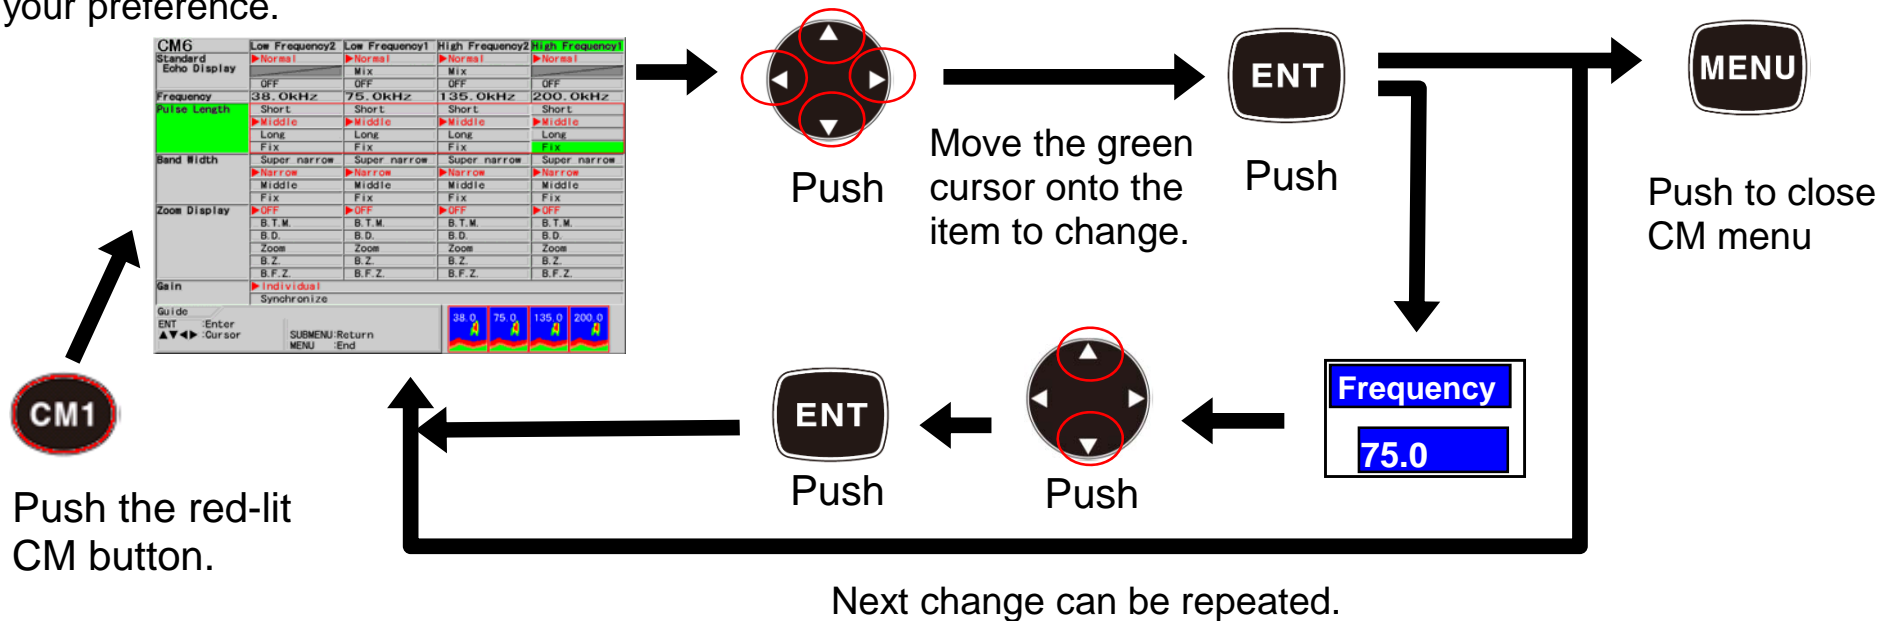 your preference.
CM6 Low Frequency2 Low Frequency1 High Frequency2 High Frequency1
Standard ▶Normal ▶Normal ▶Normal ▶Normal
Echo Display Mix Mix
OFF OFF OFF OFF
Frequency 38.0kHz 75.0kHz 135.0kHz 200.0kHz
Pulse Length Short Short Short Short
▶Middle ▶Middle ▶Middle ▶Middle
Long Long Long Long
Fix Fix Fix Fix
Band Width Super narrow Super narrow Super narrow Super narrow
▶Narrow ▶Narrow ▶Narrow ▶Narrow
Middle Middle Middle Middle
Fix Fix Fix Fix
Zoom Display ▶OFF ▶OFF ▶OFF ▶OFF
B.T.M. B.T.M. B.T.M. B.T.M.
B.D. B.D. B.D. B.D.
Zoom Zoom Zoom Zoom
B.Z. B.Z. B.Z. B.Z.
B.F.Z. B.F.Z. B.F.Z. B.F.Z.
Gain ▶Individual
Synchronize
Guide
ENT :Enter
▲▼◀▶:Cursor SUBMENU:Return
MENU :End
38.0 75.0 135.0 200.0
Push
Move the green
cursor onto the
item to change.
ENT
Push
MENU
Push to close
CM menu
CM1
Push the red-lit
CM button.
ENT
Push
Push
Frequency
75.0
Next change can be repeated.